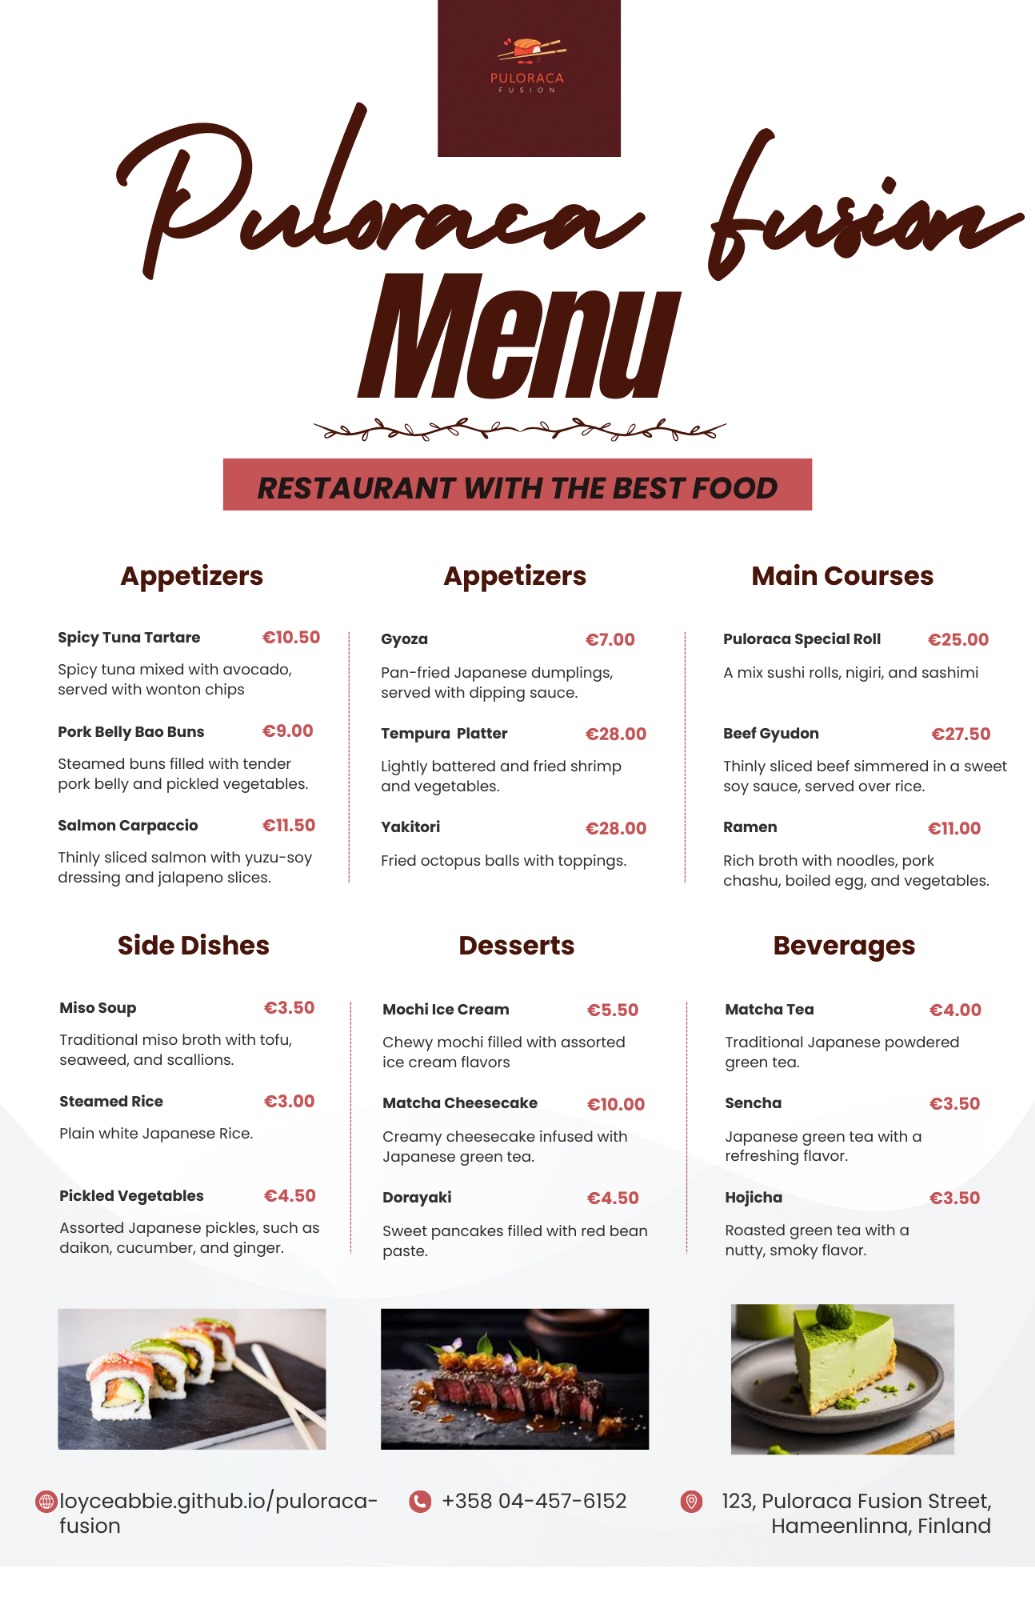 PULORACA
FUSION
Puloraca fusion
Menu
RESTAURANT WITH THE BEST FOOD
Appetizers
Spicy Tuna Tartare €10.50
Spicy tuna mixed with avocado,
served with wonton chips
Pork Belly Bao Buns €9.00
Steamed buns filled with tender
pork belly and pickled vegetables.
Salmon Carpaccio €11.50
Thinly sliced salmon with yuzu-soy
dressing and jalapeno slices.
Appetizers
Gyoza €7.00
Pan-fried Japanese dumplings,
served with dipping sauce.
Tempura Platter €28.00
Lightly battered and fried shrimp
and vegetables.
Yakitori €28.00
Fried octopus balls with toppings.
Main Courses
Puloraca Special Roll €25.00
A mix sushi rolls, nigiri, and sashimi
Beef Gyudon €27.50
Thinly sliced beef simmered in a sweet
soy sauce, served over rice.
Ramen €11.00
Rich broth with noodles, pork
chashu, boiled egg, and vegetables.
Side Dishes
Miso Soup €3.50
Traditional miso broth with tofu,
seaweed, and scallions.
Steamed Rice €3.00
Plain white Japanese Rice.
Pickled Vegetables €4.50
Assorted Japanese pickles, such as
daikon, cucumber, and ginger.
Desserts
Mochi Ice Cream €5.50
Chewy mochi filled with assorted
ice cream flavors
Matcha Cheesecake €10.00
Creamy cheesecake infused with
Japanese green tea.
Dorayaki €4.50
Sweet pancakes filled with red bean
paste.
Beverages
Matcha Tea €4.00
Traditional Japanese powdered
green tea.
Sencha €3.50
Japanese green tea with a
refreshing flavor.
Hojicha €3.50
Roasted green tea with a
nutty, smoky flavor.
loyceabbie.github.io/puloraca-
fusion
+358 04-457-6152
123, Puloraca Fusion Street,
Hameenlinna, Finland